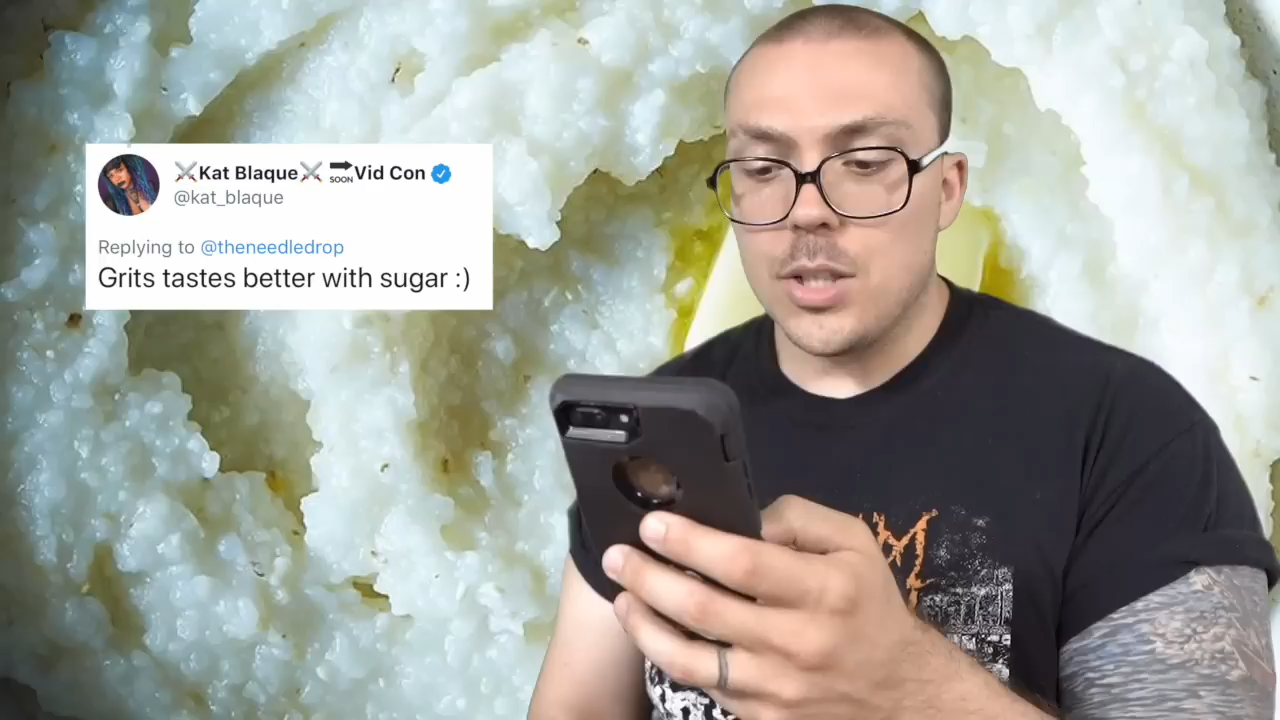 ⚔Kat Blaque⚔ 🔜Vid Con
@kat_blaque
Replying to @theneedledrop
Grits tastes better with sugar :)